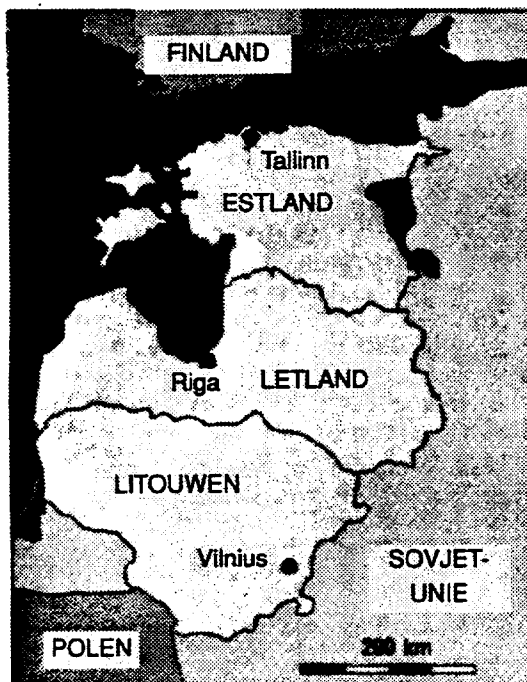 FINLAND
Tallinn
ESTLAND
Riga
LETLAND
LITOUWEN
Vilnius
SOVJET-
UNIE
POLEN
200 km